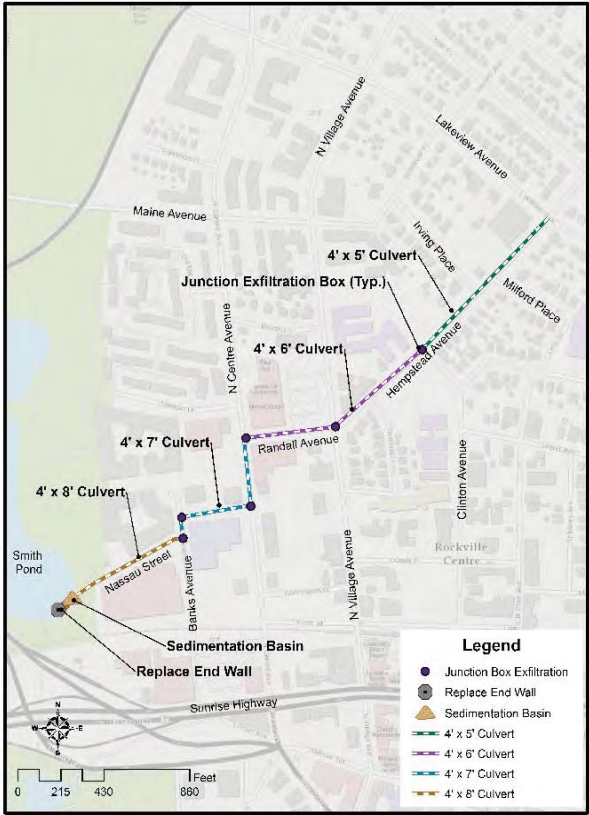 N Village Avenue
Lakeview Avenue
Maine Avenue
Irving Place
4' x 5' Culvert
Milford Place
Junction Exfiltration Box (Typ.)
N Centre Avenue
4' x 6' Culvert
Hempstead Avenue
Randall Avenue
4' x 7' Culvert
4' x 8' Culvert
Clinton Avenue
Smith
Pond
Nassau Street
Banks Avenue
N Village Avenue
Rockville
Centre
Sedimentation Basin
Replace End Wall
Sunrise Highway
Legend
Junction Box Exfiltration
Replace End Wall
Sedimentation Basin
4' x 5' Culvert
4' x 6' Culvert
4' x 7' Culvert
4' x 8' Culvert
N
W E
S
Feet
0 215 430 860